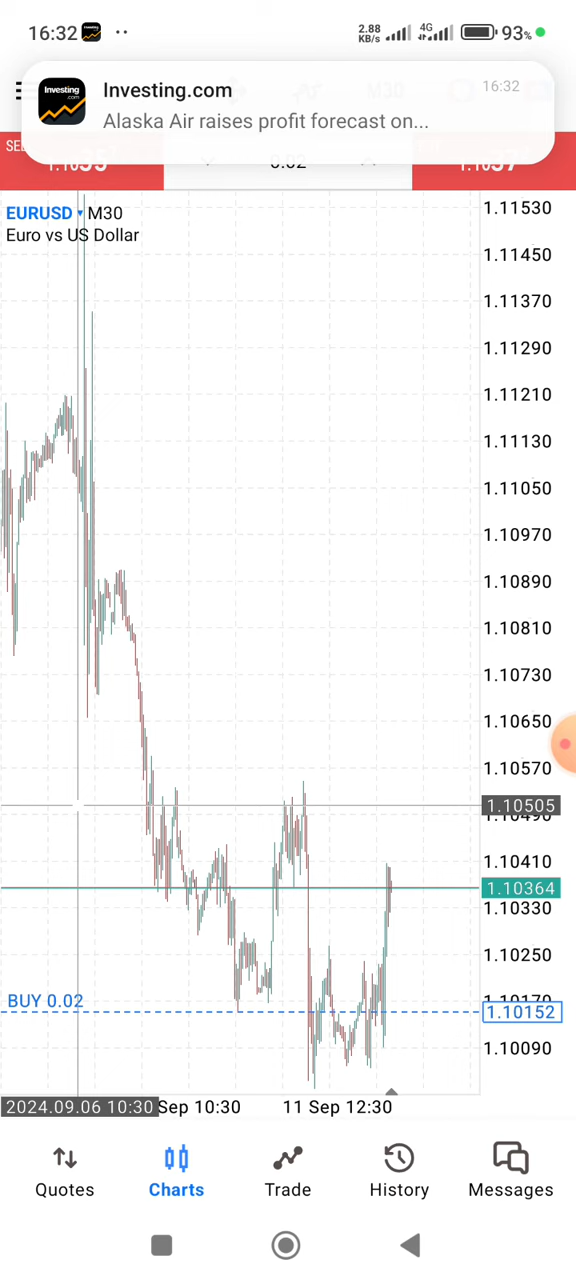 16:32
2.88 KB/s
4G
93%
Investing.com
Investing.com
16:32
Alaska Air raises profit forecast on...
EURUSD M30
Euro vs US Dollar
1.11530
1.11450
1.11370
1.11290
1.11210
1.11130
1.11050
1.10970
1.10890
1.10810
1.10730
1.10650
1.10570
1.10505
1.10410
1.10364
1.10330
1.10250
BUY 0.02
1.10152
1.10090
2024.09.06 10:30
Sep 10:30
11 Sep 12:30
Quotes
Charts
Trade
History
Messages